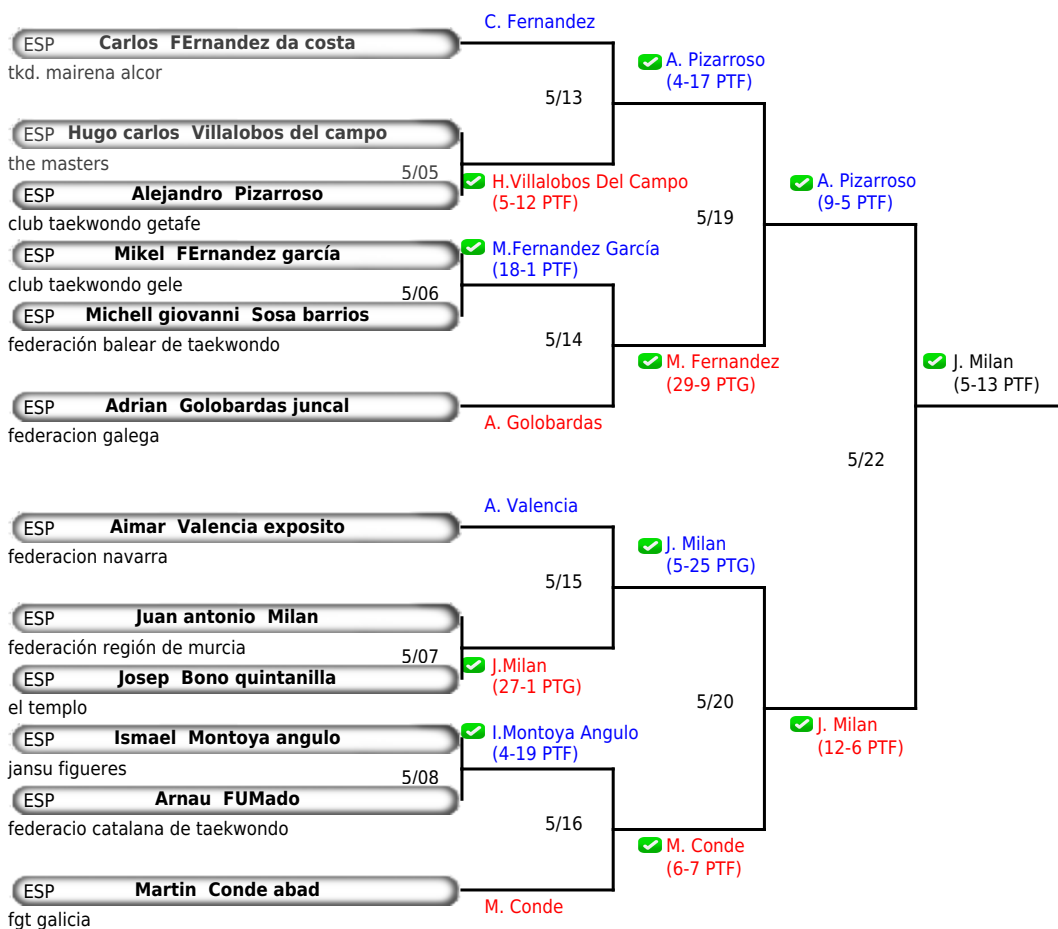 C. Fernandez
ESP Carlos FErnandez da costa
tkd. mairena alcor
A. Pizarroso
(4-17 PTF)
5/13
ESP Hugo carlos Villalobos del campo
the masters
5/05
H.Villalobos Del Campo
(5-12 PTF)
ESP Alejandro Pizarroso
club taekwondo getafe
A. Pizarroso
(9-5 PTF)
5/19
ESP Mikel FErnandez garcía
club taekwondo gele
M.Fernandez García
(18-1 PTF)
5/06
ESP Michell giovanni Sosa barrios
federación balear de taekwondo
5/14
M. Fernandez
(29-9 PTG)
J. Milan
(5-13 PTF)
ESP Adrian Golobardas juncal
federacion galega
A. Golobardas
5/22
A. Valencia
ESP Aimar Valencia exposito
federacion navarra
J. Milan
(5-25 PTG)
5/15
ESP Juan antonio Milan
federación región de murcia
5/07
J.Milan
(27-1 PTG)
ESP Josep Bono quintanilla
el templo
5/20
J. Milan
(12-6 PTF)
ESP Ismael Montoya angulo
jansu figueres
I.Montoya Angulo
(4-19 PTF)
5/08
ESP Arnau FUMado
federacio catalana de taekwondo
5/16
M. Conde
(6-7 PTF)
ESP Martin Conde abad
fgt galicia
M. Conde